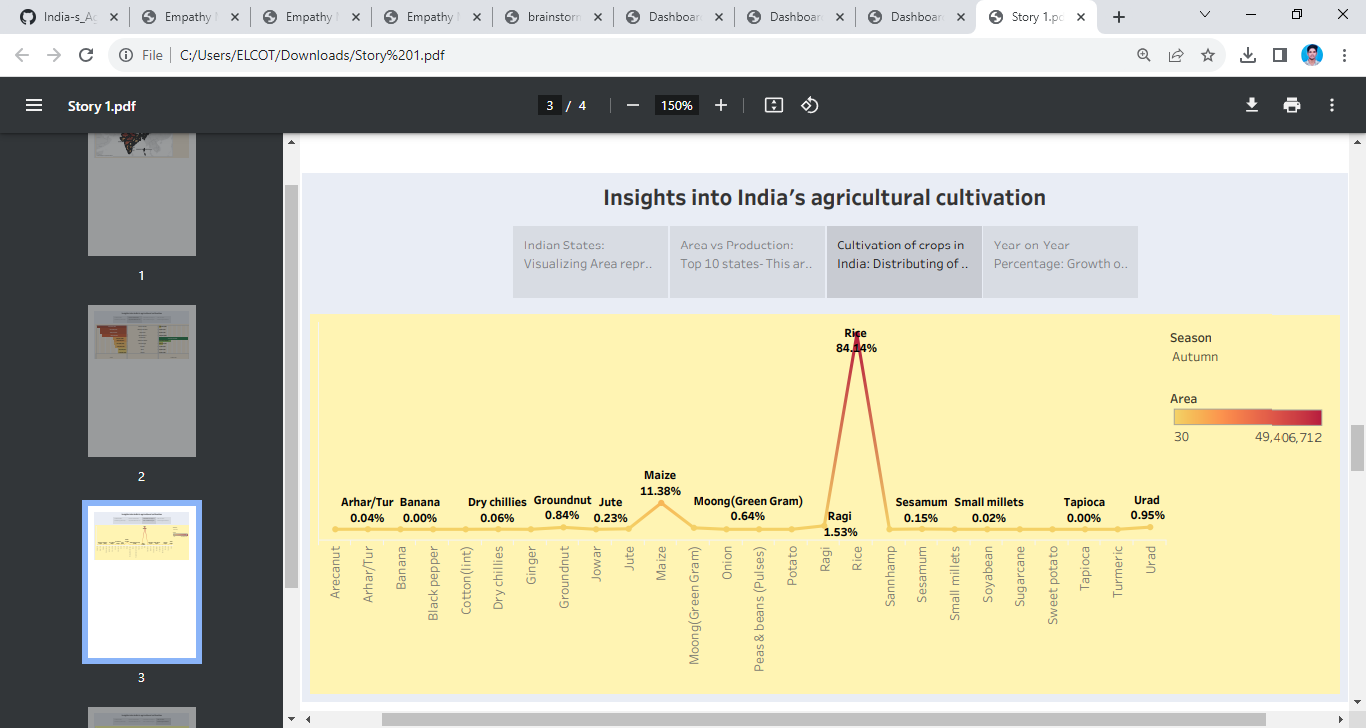 India-s_Ag
Empathy
Empathy
Empathy
brainstorm
Dashboar
Dashboar
Dashboar
Story 1.pd
File
C:/Users/ELCOT/Downloads/Story%201.pdf
Story 1.pdf
3 / 4
150%
1
2
3
Insights into India's agricultural cultivation
Indian States:
Visualizing Area repr..
Area vs Production:
Top 10 states- This ar..
Cultivation of crops in
India: Distributing of ..
Year-on-Year
Percentage: Growth o..
Season
Autumn
Area
30
49,406,712
Rice
84.14%
Maize
11.38%
Arhar/Tur
0.04%
Banana
0.00%
Dry chillies
0.06%
Groundnut
0.84%
Jute
0.23%
Moong(Green Gram)
0.64%
Ragi
1.53%
Sesamum
0.15%
Small millets
0.02%
Tapioca
0.00%
Urad
0.95%
Arecanut
Arhar/Tur
Banana
Black pepper
Cotton(lint)
Dry chillies
Ginger
Groundnut
Jowar
Jute
Maize
Moong(Green Gram)
Onion
Peas & beans (Pulses)
Potato
Ragi
Rice
Sannhamp
Sesamum
Small millets
Soyabean
Sugarcane
Sweet potato
Tapioca
Turmeric
Urad